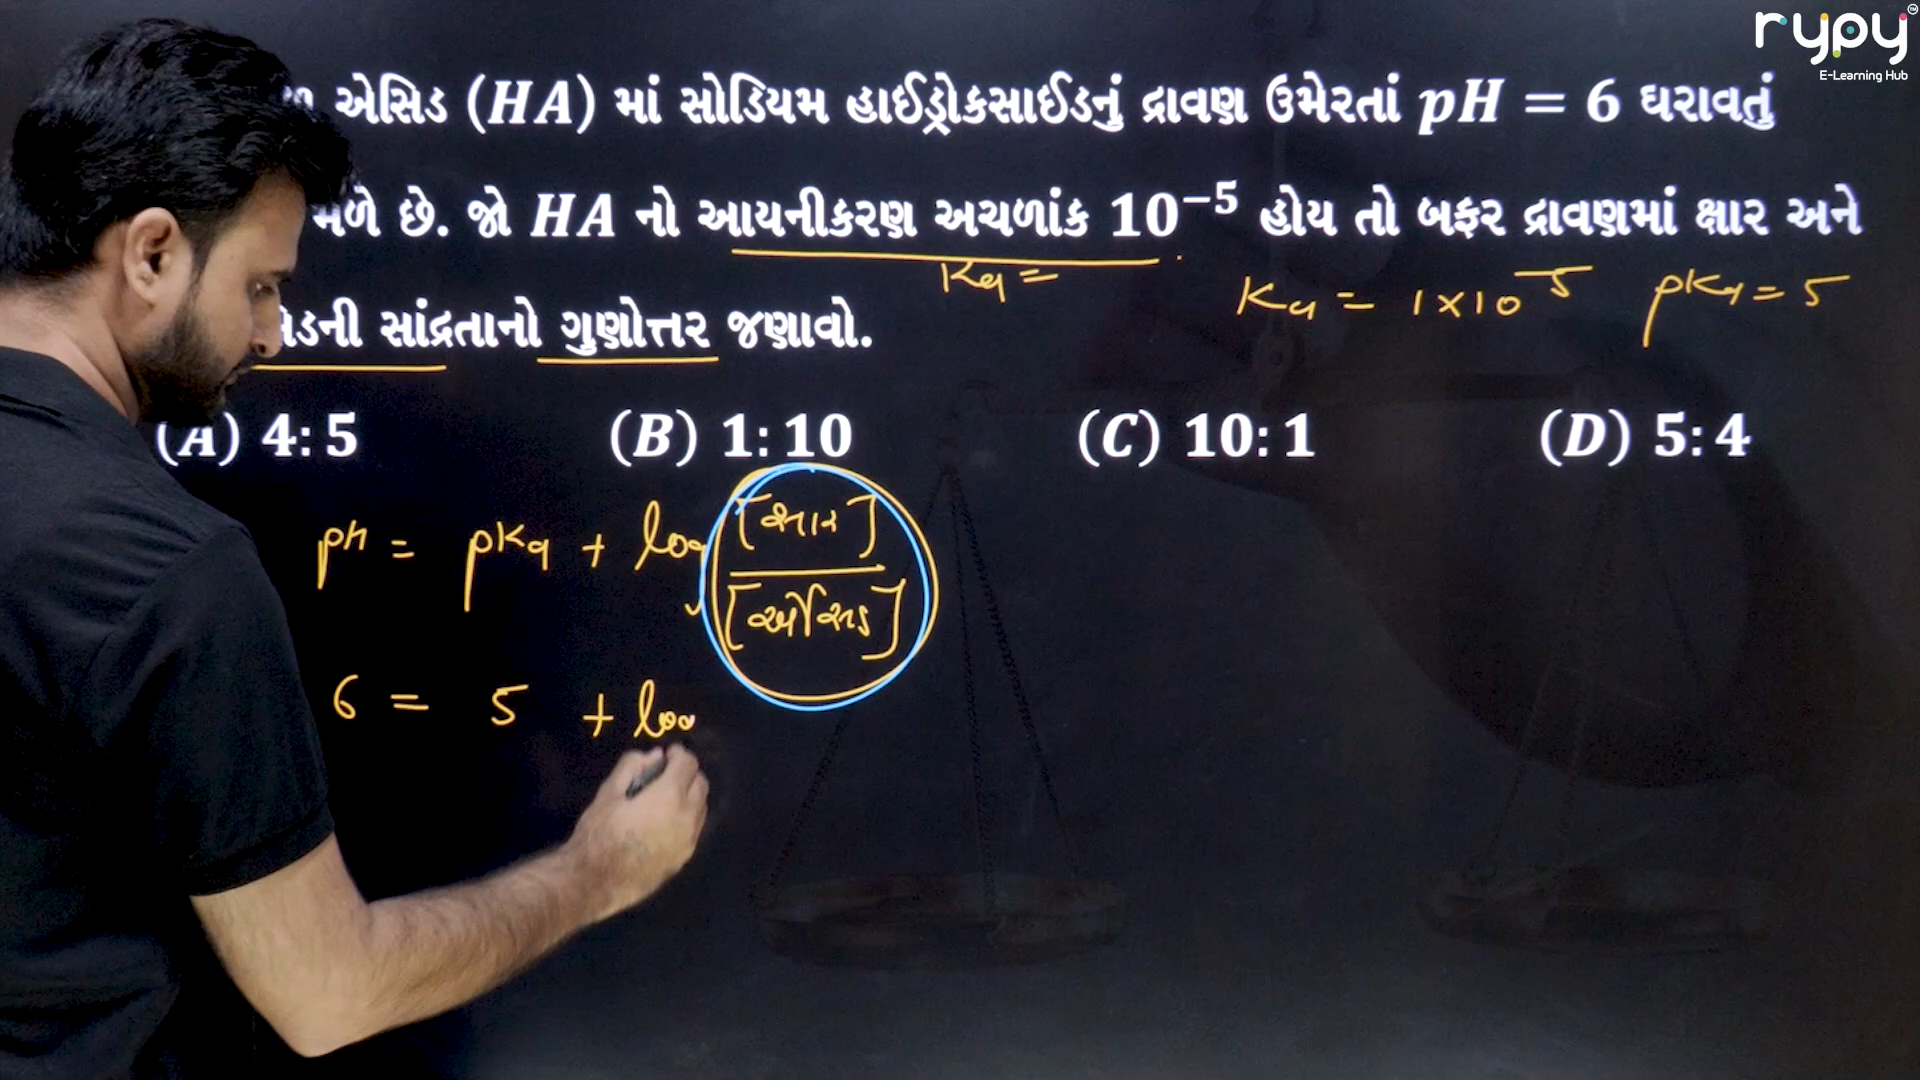 rypy
E-Learning Hub
એસિડ (HA) માં સોડિયમ હાઈડ્રોકસાઈડનું દ્રાવણ ઉમેરતાં pH = 6 ધરાવતું
મળે છે. જો HA નો આયનીકરણ અચળાંક 10⁻⁵ હોય તો બફર દ્રાવણમાં ક્ષાર અને
Ka =
Ka = 1×10⁻⁵ pKa = 5
સાંદ્રતાનો ગુણોત્તર જણાવો.
(A) 4: 5 (B) 1: 10 (C) 10: 1 (D) 5: 4
pH = pKa + log [ક્ષાર]
[એસિડ]
6 = 5 + log